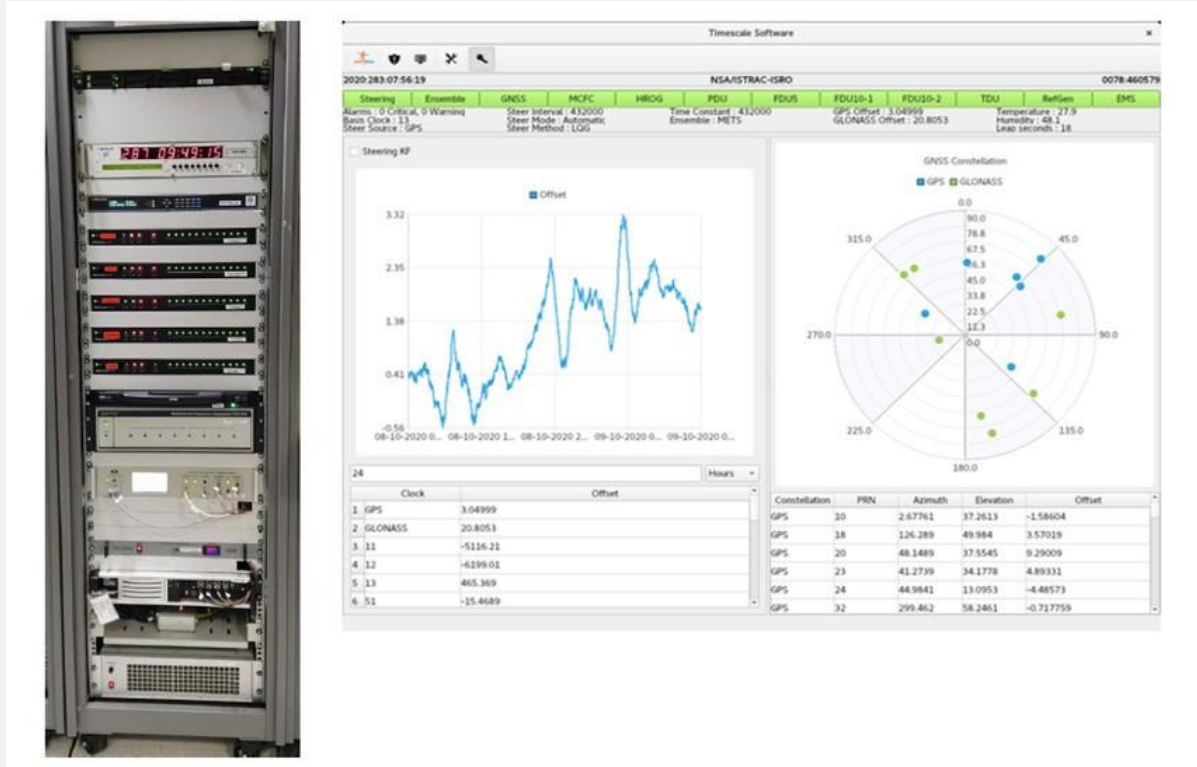 287 09:49:15
Timescale Software
2020:283:07:56:19 NSA/ISTRAC-ISRO 0078:460579
Steering Ensemble GNSS MCFC HROG PDU FDU5 FDU10-1 FDU10-2 TDU RefGen EMS
Alarms : 0 Critical, 0 Warning Steer Interval : 432000 Time Constant : 432000 GPS Offset : 3.04999 Temperature : 27.9
Basis Clock : 13 Steer Mode : Automatic Ensemble : METS GLONASS Offset : 20.8053 Humidity : 48.1
Steer Source : GPS Steer Method : LQG Leap seconds : 18
Steering KF
Offset
3.32
2.35
1.38
0.41
-0.56
08-10-2020 0... 08-10-2020 1... 08-10-2020 2... 09-10-2020 0... 09-10-2020 0...
24 Hours
Clock Offset
1 GPS 3.04999
2 GLONASS 20.8053
3 11 -5116.21
4 12 -6199.01
5 13 465.369
6 51 -15.4689
GNSS Constellation
GPS GLONASS
0.0
90.0
78.8
315.0 67.5 45.0
56.3
45.0
33.8
22.5
11.3
270.0 0.0 90.0
225.0 135.0
180.0
Constellation PRN Azimuth Elevation Offset
GPS 10 2.67761 37.2613 -1.58604
GPS 18 126.289 49.984 3.57019
GPS 20 48.1489 37.5545 9.29009
GPS 23 41.2739 34.1778 4.89331
GPS 24 44.9841 13.0953 -4.48573
GPS 32 299.462 58.2461 -0.717759